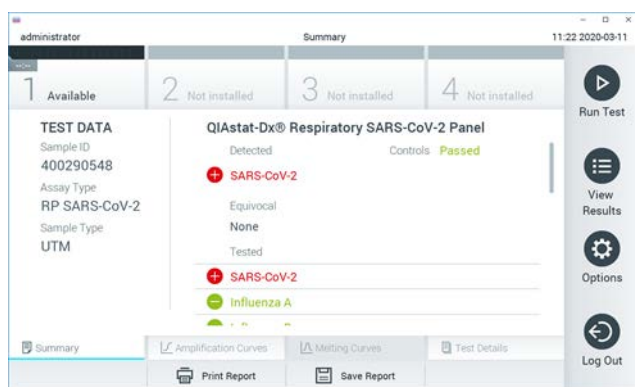 administrator Summary 11:22 2020-03-11
1 Available 2 Not installed 3 Not installed 4 Not installed
Run Test
TEST DATA
Sample ID
400290548
Assay Type
RP SARS-CoV-2
Sample Type
UTM
QIAstat-Dx® Respiratory SARS-CoV-2 Panel
Detected Controls Passed
SARS-CoV-2
Equivocal
None
Tested
SARS-CoV-2
Influenza A
View
Results
Options
Log Out
Summary Amplification Curves Melting Curves Test Details
Print Report Save Report